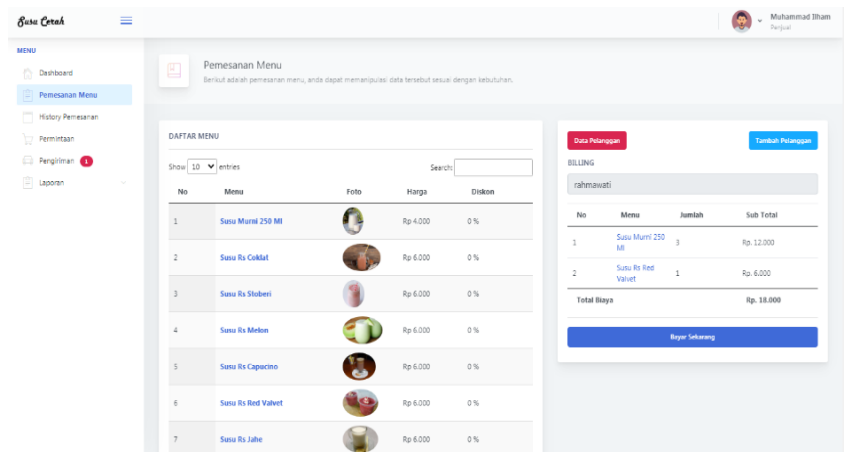 Susu Cerah
Muhammad Ilham
Penjual
MENU
Dashboard
Pemesanan Menu
History Pemesanan
Permintaan
Pengiriman 1
Laporan
Pemesanan Menu
Berikut adalah pemesanan menu, anda dapat memanipulasi data tersebut sesuai dengan kebutuhan.
DAFTAR MENU
Show 10 entries Search:
No Menu Foto Harga Diskon
1 Susu Murni 250 Ml Rp 4.000 0 %
2 Susu Rs Coklat Rp 6.000 0 %
3 Susu Rs Stoberi Rp 6.000 0 %
4 Susu Rs Melon Rp 6.000 0 %
5 Susu Rs Capucino Rp 6.000 0 %
6 Susu Rs Red Valvet Rp 6.000 0 %
7 Susu Rs Jahe Rp 6.000 0 %
Data Pelanggan Tambah Pelanggan
BILLING
rahmawati
No Menu Jumlah Sub Total
1 Susu Murni 250 Ml 3 Rp. 12.000
2 Susu Rs Red Valvet 1 Rp. 6.000
Total Biaya Rp. 18.000
Bayar Sekarang